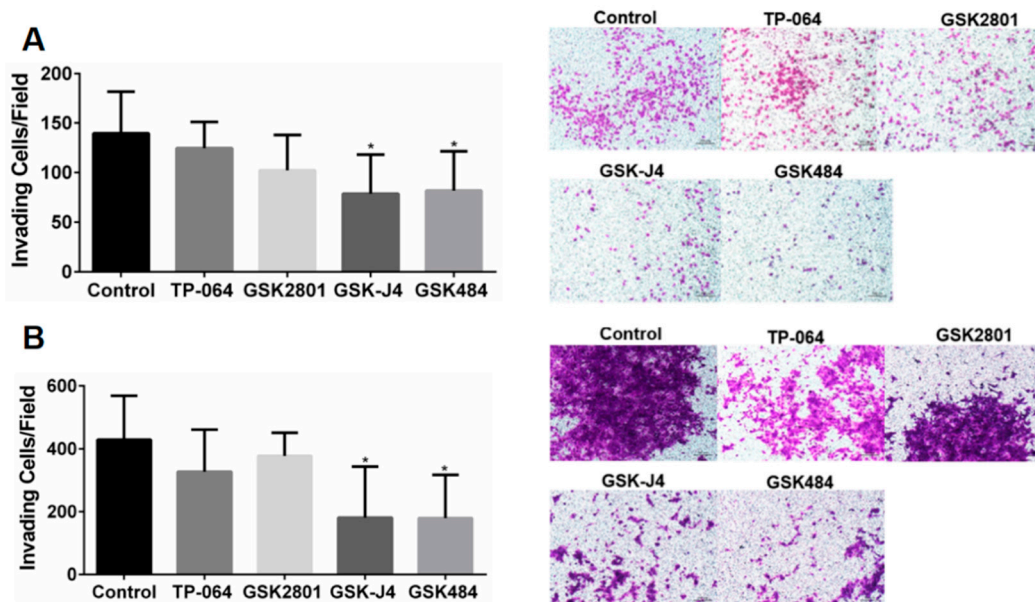 A
Invading Cells/Field
200
150
100
50
0
* *
Control TP-064 GSK2801 GSK-J4 GSK484
Control TP-064 GSK2801
GSK-J4 GSK484
B
Invading Cells/Field
600
400
200
0
* *
Control TP-064 GSK2801 GSK-J4 GSK484
Control TP-064 GSK2801
GSK-J4 GSK484